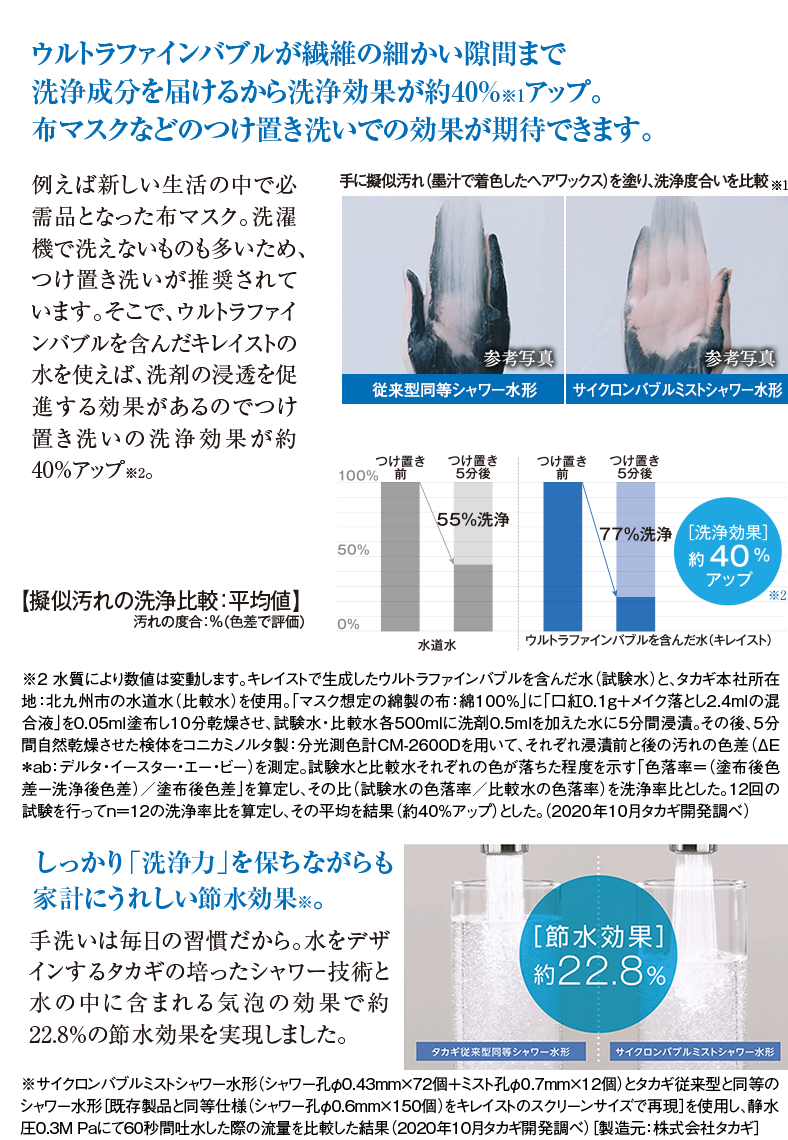 ウルトラファインバブルが繊維の細かい隙間まで
洗浄成分を届けるから洗浄効果が約40%※1アップ。
布マスクなどのつけ置き洗いでの効果が期待できます。
例えば新しい生活の中で必
需品となった布マスク。洗濯
機で洗えないものも多いため、
つけ置き洗いが推奨されて
います。そこで、ウルトラファイ
ンバブルを含んだキレイストの
水を使えば、洗剤の浸透を促
進する効果があるのでつけ
置き洗いの洗浄効果が約
40%アップ※2。
手に擬似汚れ(墨汁で着色したヘアワックス)を塗り、洗浄度合いを比較 ※1
参考写真
従来型同等シャワー水形
参考写真
サイクロンバブルミストシャワー水形
【擬似汚れの洗浄比較:平均値】
汚れの度合:%(色差で評価)
100%
50%
0%
つけ置き
前
つけ置き
5分後
55%洗浄
水道水
つけ置き
前
つけ置き
5分後
77%洗浄
ウルトラファインバブルを含んだ水(キレイスト)
[洗浄効果]
約40%
アップ
※2
※2 水質により数値は変動します。キレイストで生成したウルトラファインバブルを含んだ水(試験水)と、タカギ本社所在
地:北九州市の水道水(比較水)を使用。「マスク想定の綿製の布:綿100%」に「口紅0.1g+メイク落とし2.4mlの混
合液」を0.05ml塗布し10分乾燥させ、試験水・比較水各500mlに洗剤0.5mlを加えた水に5分間浸漬。その後、5分
間自然乾燥させた検体をコニカミノルタ製:分光測色計CM-2600Dを用いて、それぞれ浸漬前と後の汚れの色差(ΔE
*ab:デルタ・イースター・エー・ビー)を測定。試験水と比較水それぞれの色が落ちた程度を示す「色落率=(塗布後色
差−洗浄後色差)/塗布後色差」を算定し、その比(試験水の色落率/比較水の色落率)を洗浄率比とした。12回の
試験を行ってn=12の洗浄率比を算定し、その平均を結果(約40%アップ)とした。(2020年10月タカギ開発調べ)
しっかり「洗浄力」を保ちながらも
家計にうれしい節水効果※。
手洗いは毎日の習慣だから。水をデザ
インするタカギの培ったシャワー技術と
水の中に含まれる気泡の効果で約
22.8%の節水効果を実現しました。
[節水効果]
約22.8%
タカギ従来型同等シャワー水形
サイクロンバブルミストシャワー水形
※サイクロンバブルミストシャワー水形(シャワー孔φ0.43mm×72個+ミスト孔φ0.7mm×12個)とタカギ従来型と同等の
シャワー水形[既存製品と同等仕様(シャワー孔φ0.6mm×150個)をキレイストのスクリーンサイズで再現]を使用し、静水
圧0.3M Paにて60秒間吐水した際の流量を比較した結果(2020年10月タカギ開発調べ)[製造元:株式会社タカギ]